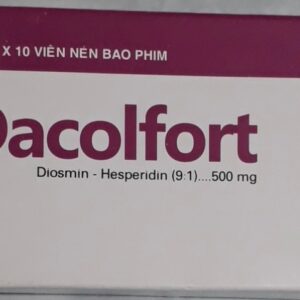 X 10 VIÊN NÉN BAO PHIM
Dacolfort
Diosmin - Hesperidin (9:1)....500 mg